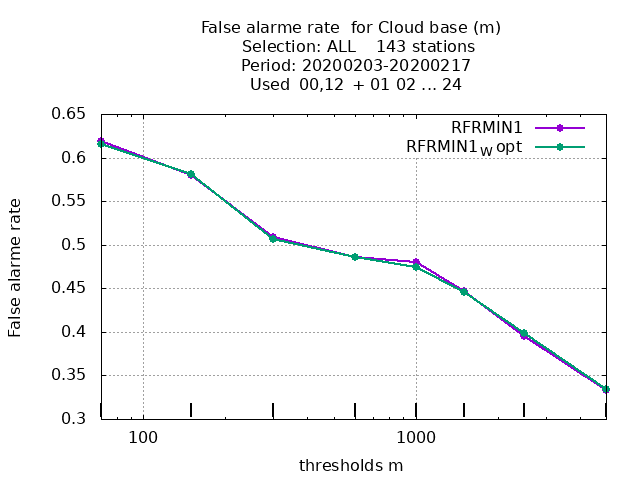 False alarme rate  for Cloud base (m)
Selection: ALL    143 stations
Period: 20200203-20200217
Used  00,12  + 01 02 ... 24
0.65
RFRMIN1
RFRMIN1W opt
0.6
0.55
0.5
0.45
0.4
0.35
0.3
False alarme rate
100
1000
thresholds m